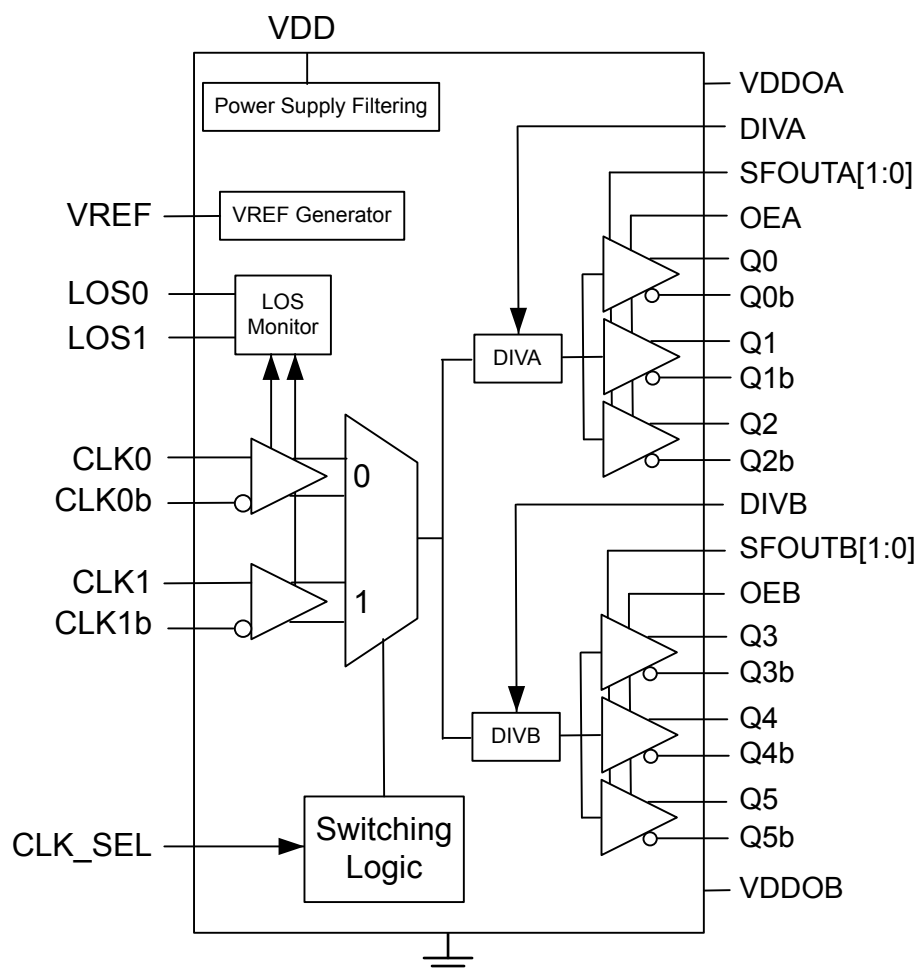 VDD
Power Supply Filtering
VREF
VREF Generator
LOS0
LOS1
LOS
Monitor
CLK0
CLK0b
CLK1
CLK1b
0
1
CLK_SEL
Switching
Logic
DIVA
DIVB
VDDOA
DIVA
SFOUTA[1:0]
OEA
Q0
Q0b
Q1
Q1b
Q2
Q2b
DIVB
SFOUTB[1:0]
OEB
Q3
Q3b
Q4
Q4b
Q5
Q5b
VDDOB